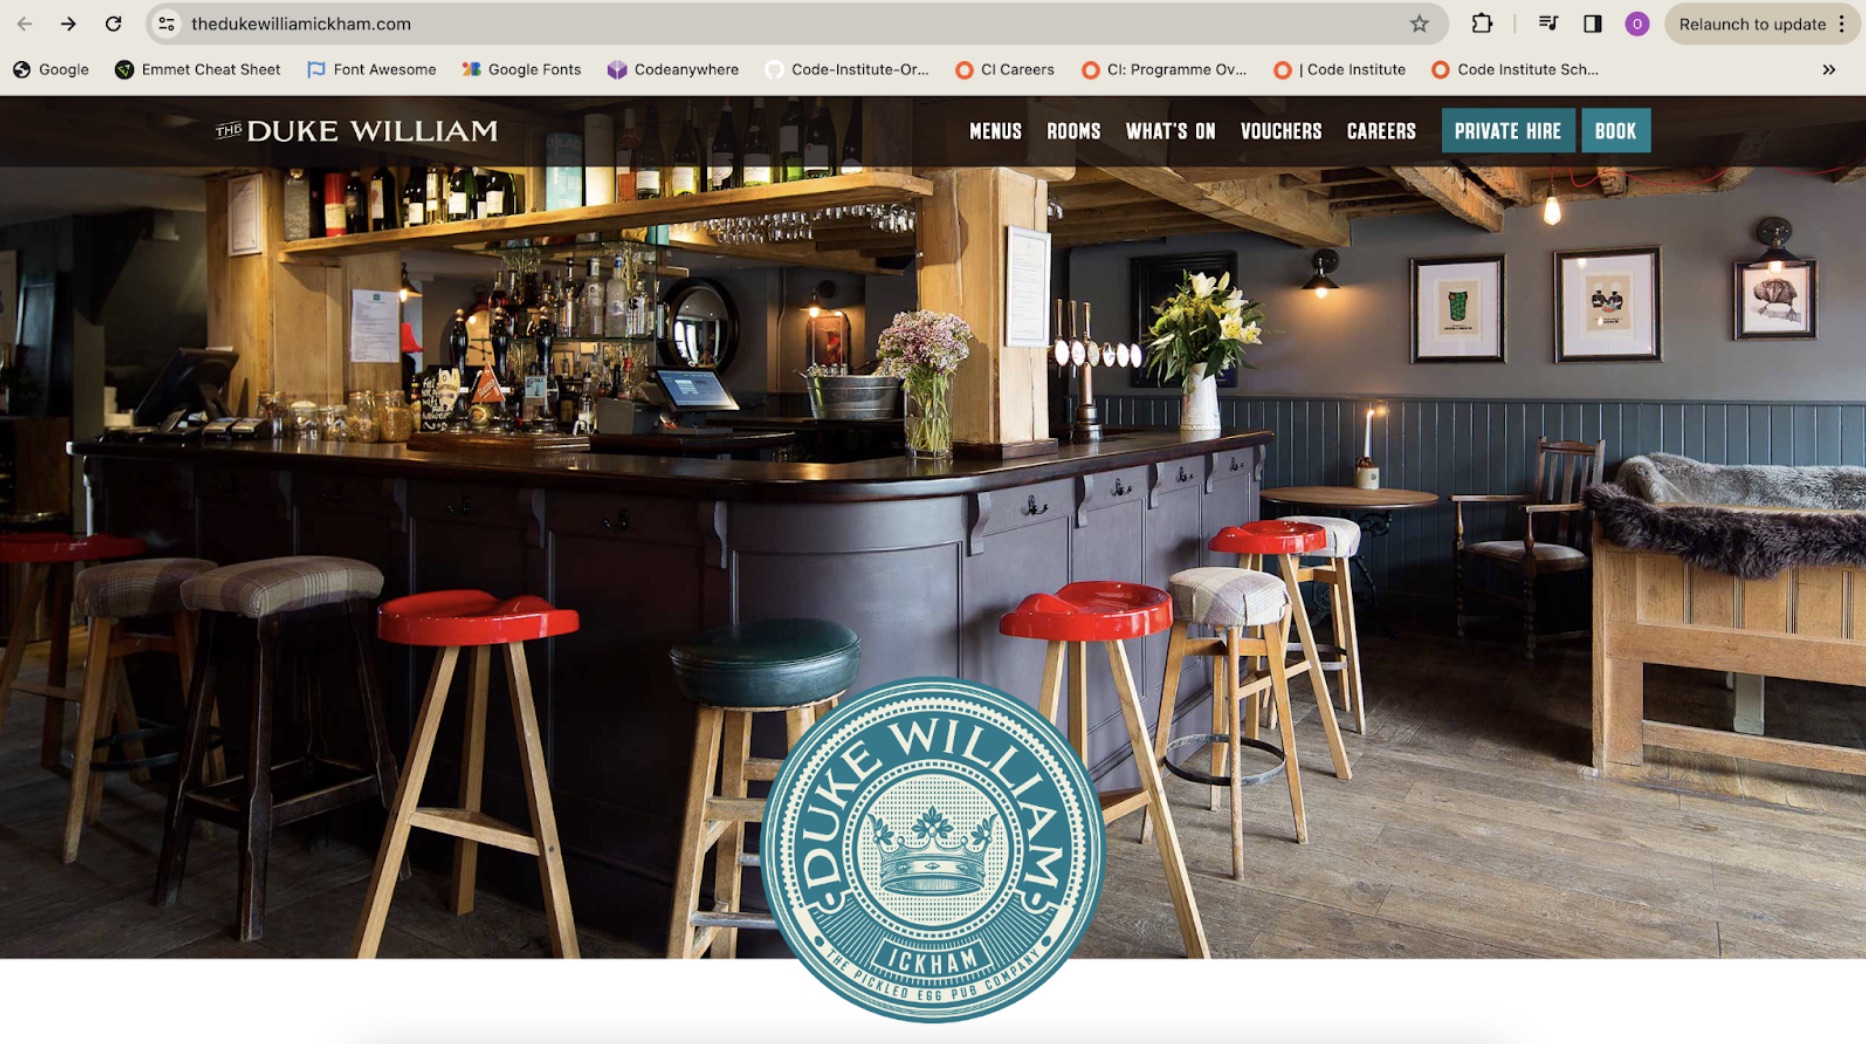 thedukewilliamickham.com
Relaunch to update
O
Google
Emmet Cheat Sheet
Font Awesome
Google Fonts
Codeanywhere
Code-Institute-Or...
CI Careers
CI: Programme Ov...
| Code Institute
Code Institute Sch...
THE DUKE WILLIAM
MENUS
ROOMS
WHAT'S ON
VOUCHERS
CAREERS
PRIVATE HIRE
BOOK
DUKE WILLIAM
ICKHAM
THE PICKLED EGG PUB COMPANY